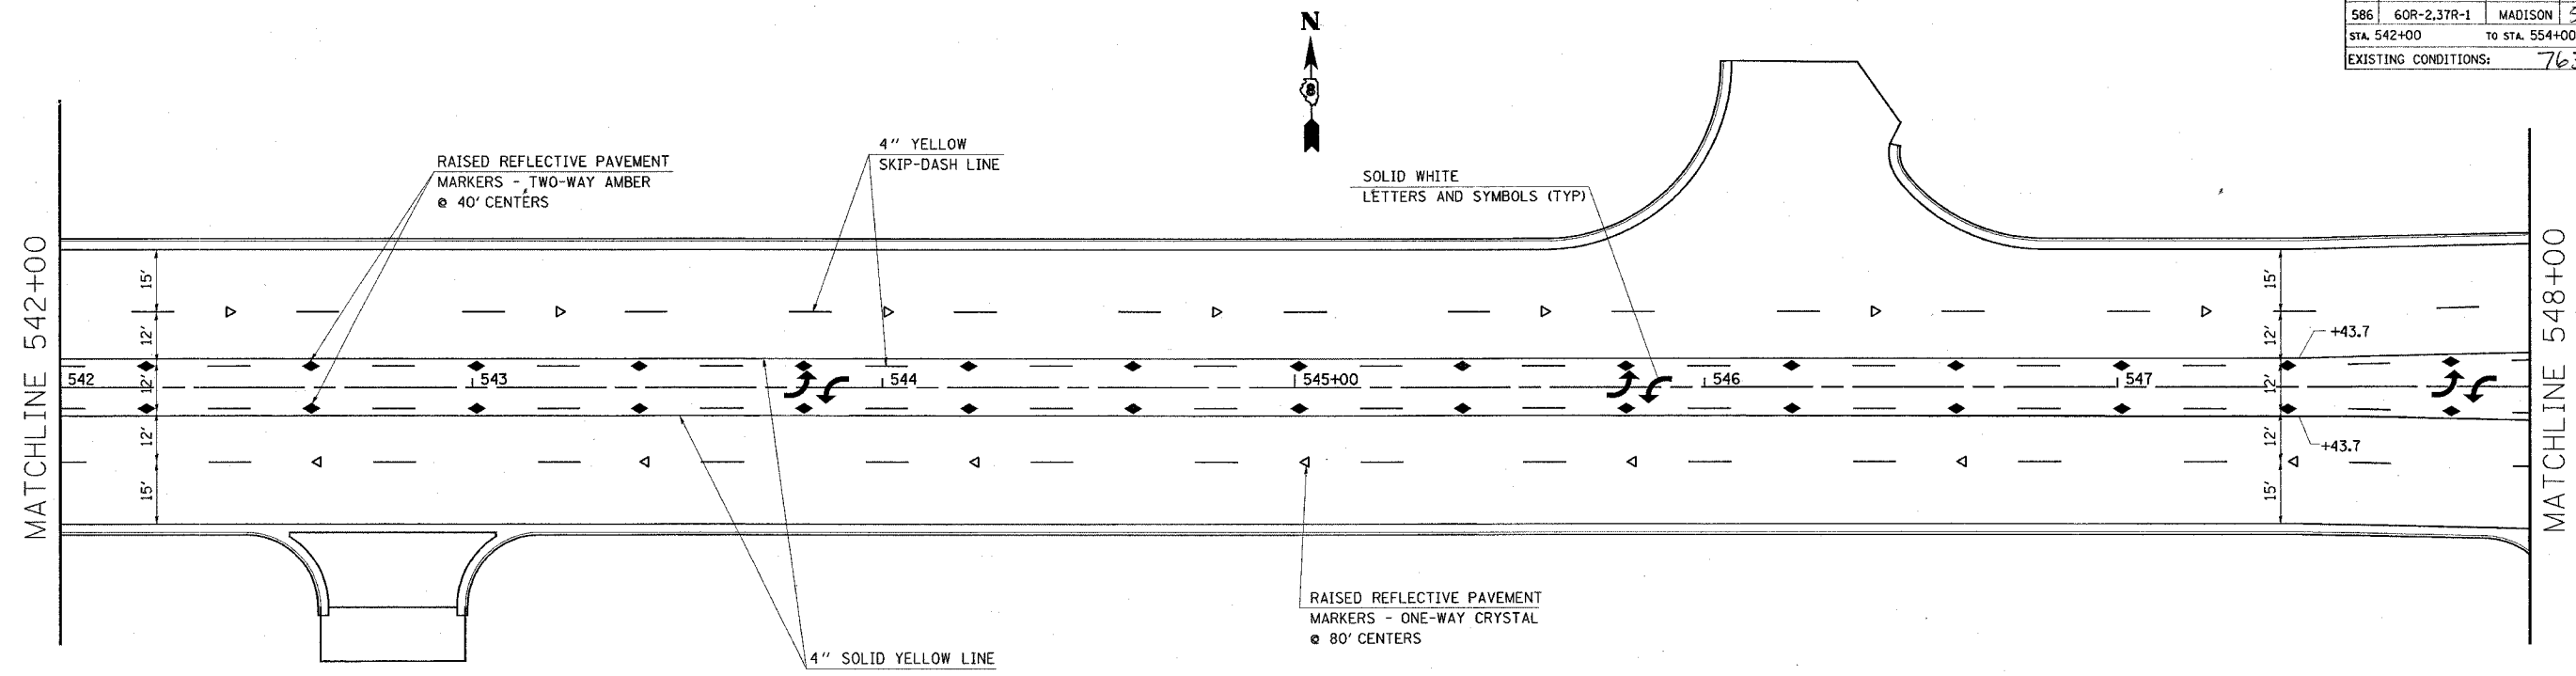 586 60R-2,37R-1 MADISON
STA. 542+00 TO STA. 554+00
EXISTING CONDITIONS: 763
N
8
4" YELLOW
SKIP-DASH LINE
RAISED REFLECTIVE PAVEMENT
MARKERS - TWO-WAY AMBER
@ 40' CENTERS
SOLID WHITE
LETTERS AND SYMBOLS (TYP)
MATCHLINE 542+00
MATCHLINE 548+00
15'
12'
12'
12'
15'
15'
12'
12'
12'
15'
+43.7
+43.7
542
543
544
545+00
546
547
RAISED REFLECTIVE PAVEMENT
MARKERS - ONE-WAY CRYSTAL
@ 80' CENTERS
4" SOLID YELLOW LINE